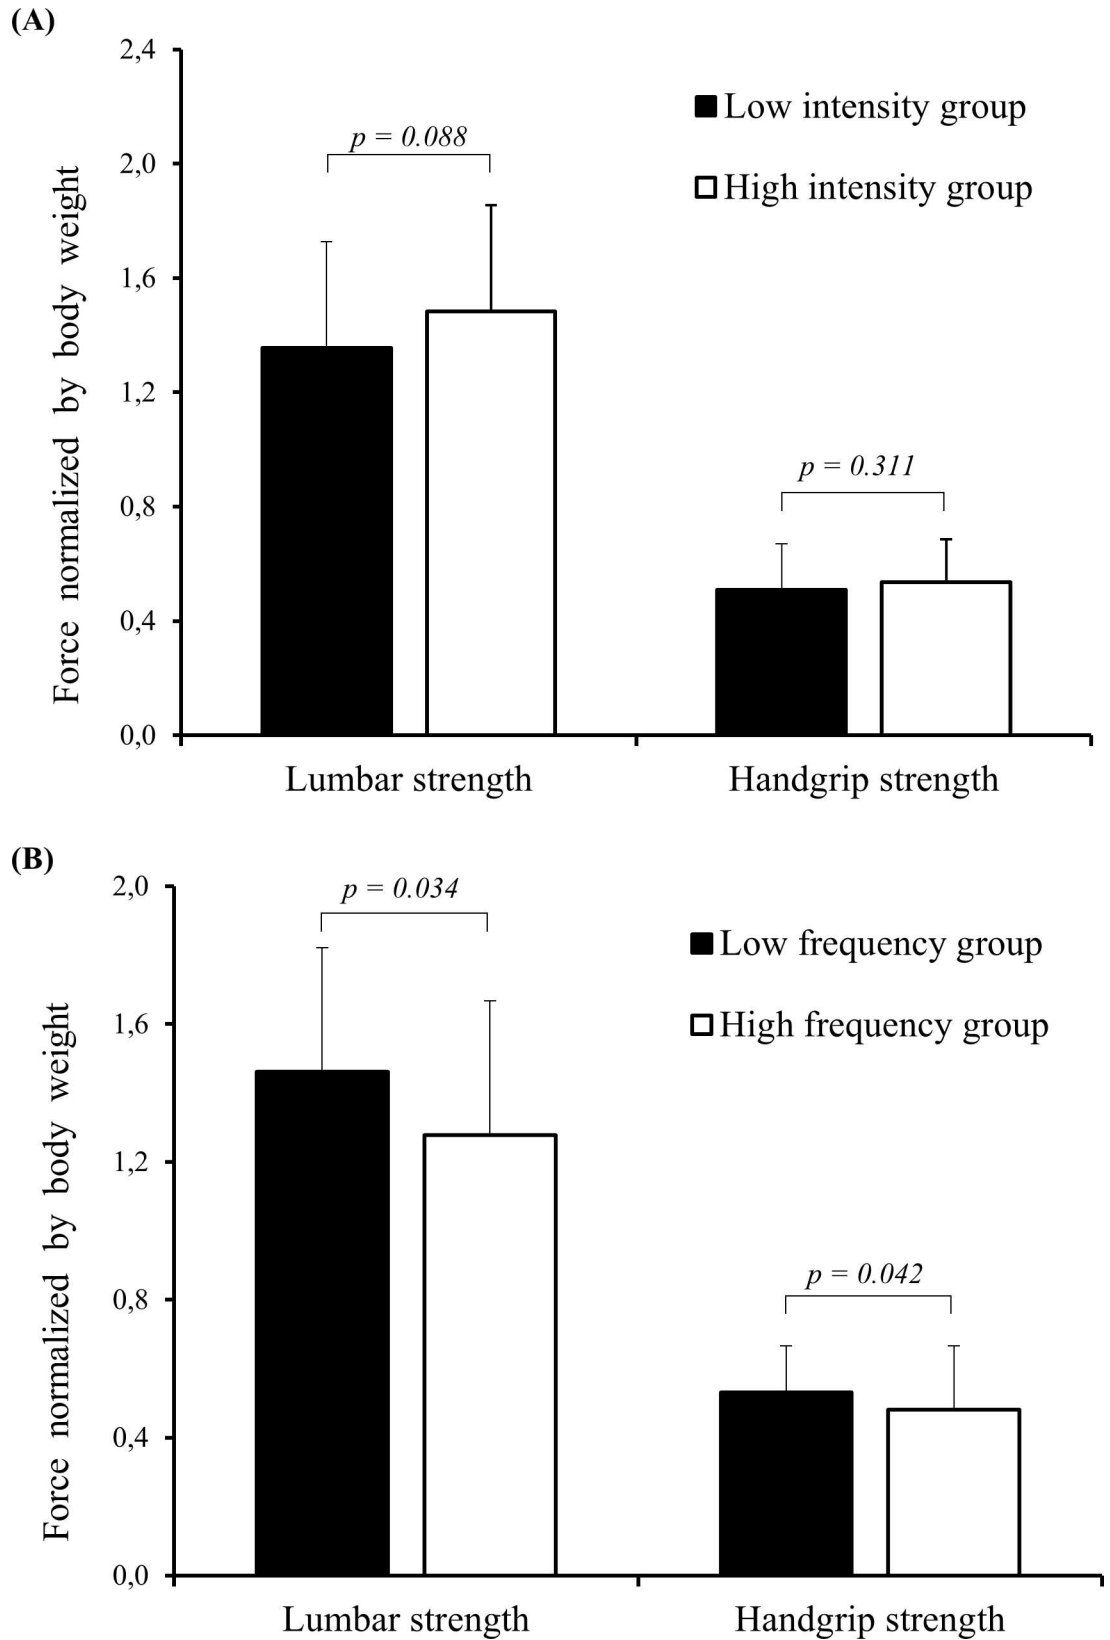 (A)
2,4
2,0
1,6
1,2
0,8
0,4
0,0
Force normalized by body weight
p = 0.088
p = 0.311
Low intensity group
High intensity group
Lumbar strength
Handgrip strength
(B)
2,0
1,6
1,2
0,8
0,4
0,0
Force normalized by body weight
p = 0.034
p = 0.042
Low frequency group
High frequency group
Lumbar strength
Handgrip strength